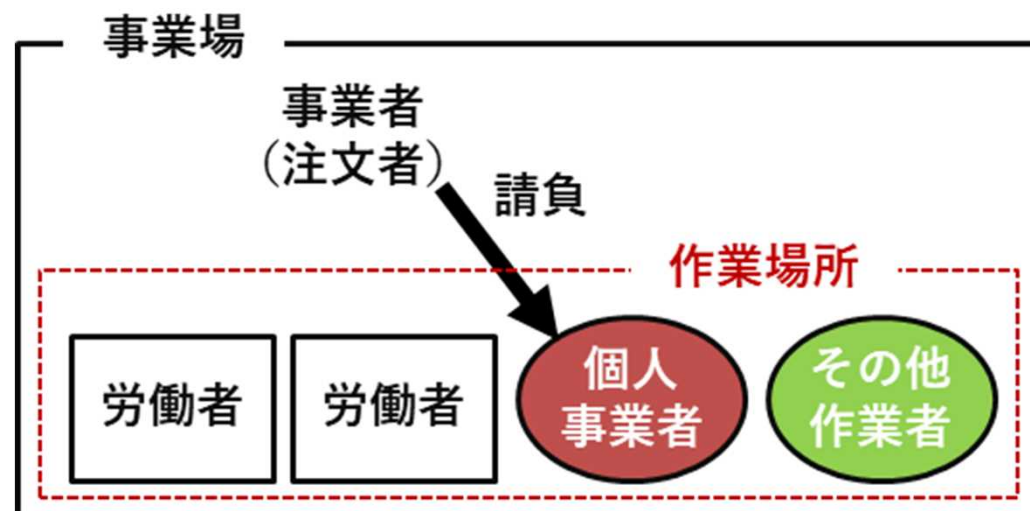 事業場
事業者
（注文者）
請負
作業場所
労働者
労働者
個人
事業者
その他
作業者